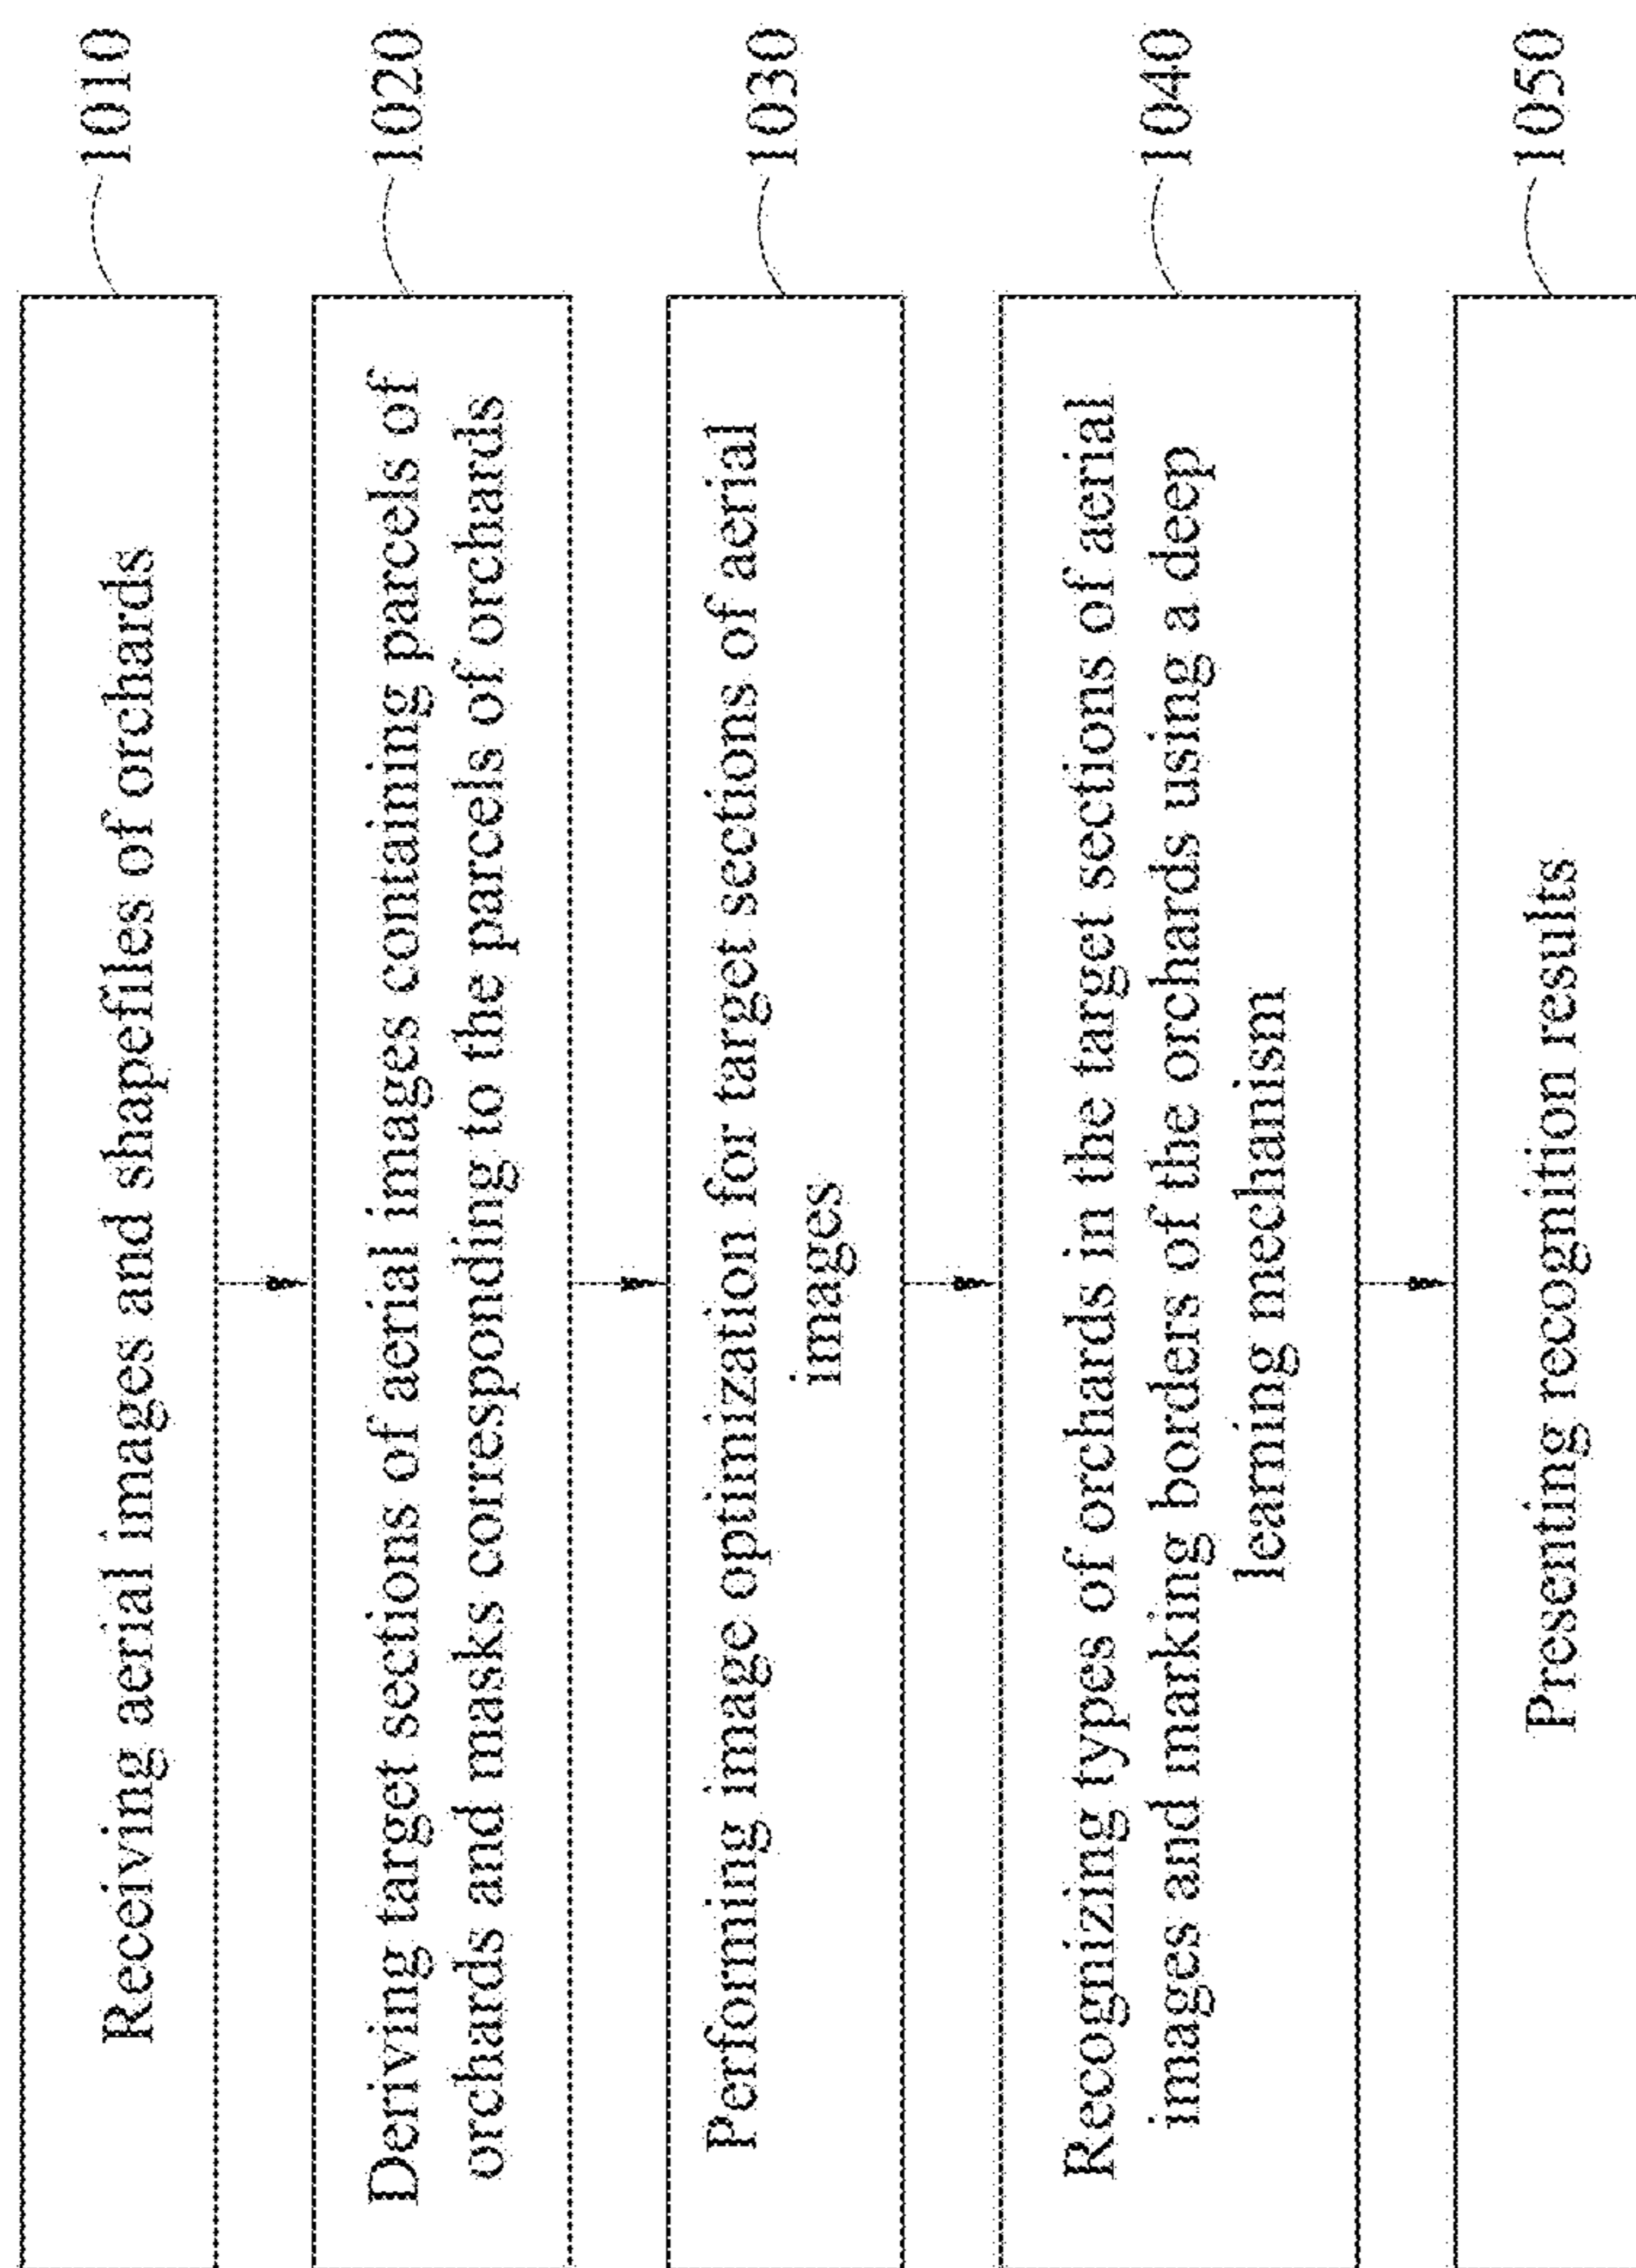 1010
Receiving aerial images and shapefiles of orchards
1020
Deriving target sections of aerial images containing parcels of
orchards and masks corresponding to the parcels of orchards
1030
Performing image optimization for target sections of aerial
images
1040
Recognizing types of orchards in the target sections of aerial
images and marking borders of the orchards using a deep
learning mechanism
1050
Presenting recognition results